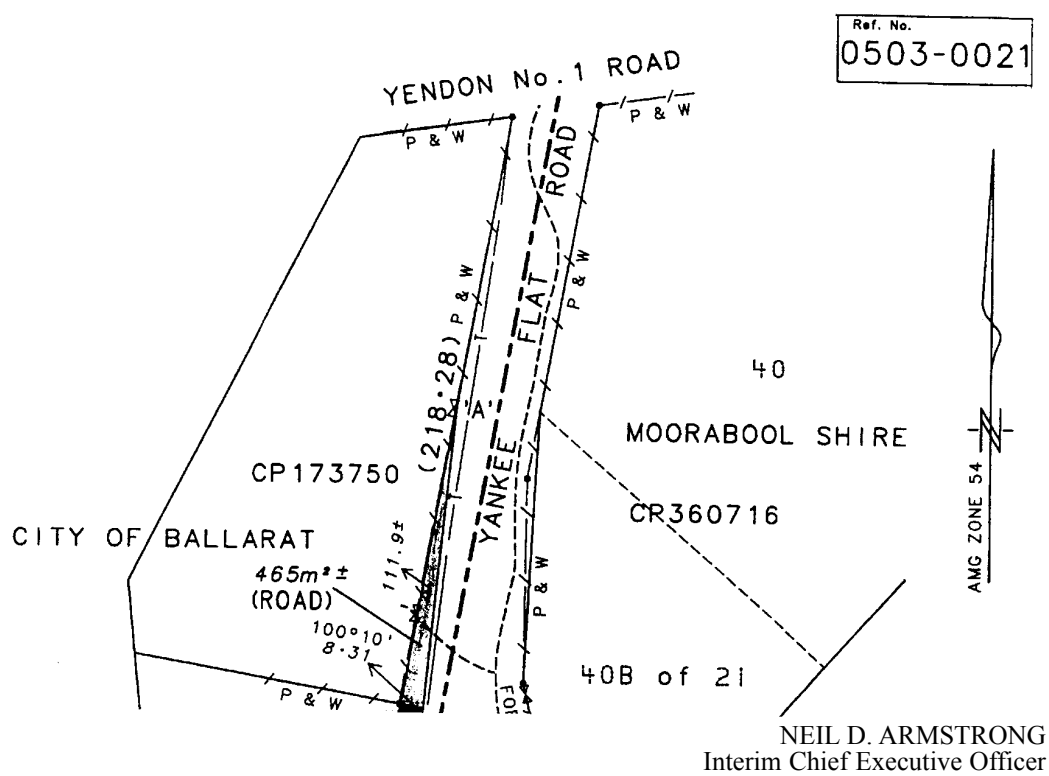 Ref. No.
0503-0021
YENDON No. 1 ROAD
P & W
P & W
ROAD
P & W
P & W
FLAT
(218·28)
T
'A'
40
MOORABOOL SHIRE
CP173750
YANKEE
CR360716
AMG ZONE 54
T
CITY OF BALLARAT
111.9±
465m² ±
(ROAD)
P & W
100°10'
8·31
40B of 21
P & W
NEIL D. ARMSTRONG
Interim Chief Executive Officer